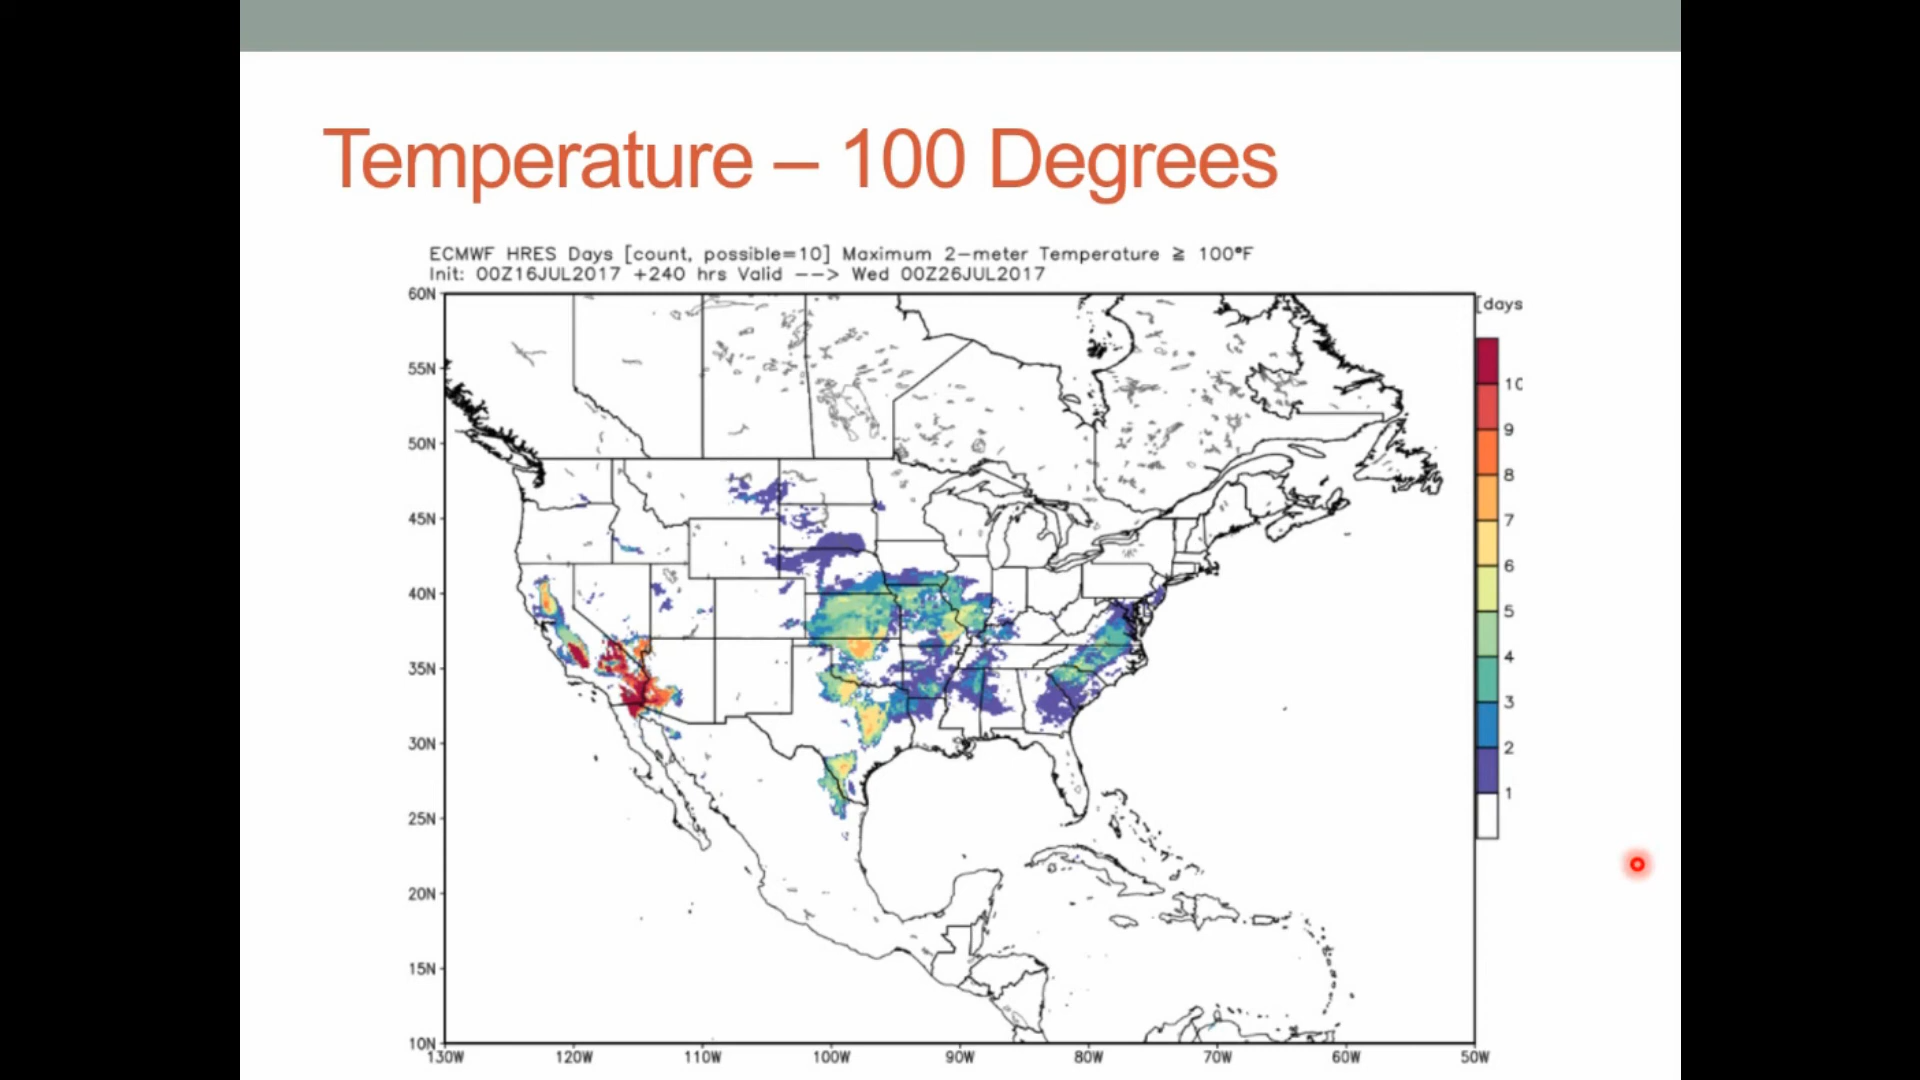 Temperature – 100 Degrees
ECMWF HRES Days [count, possible=10] Maximum 2-meter Temperature ≥ 100°F
Init: 00Z16JUL2017 +240 hrs Valid --> Wed 00Z26JUL2017
[days
60N
55N
50N
45N
40N
35N
30N
25N
20N
15N
10N
130W 120W 110W 100W 90W 80W 70W 60W 50W
10
9
8
7
6
5
4
3
2
1